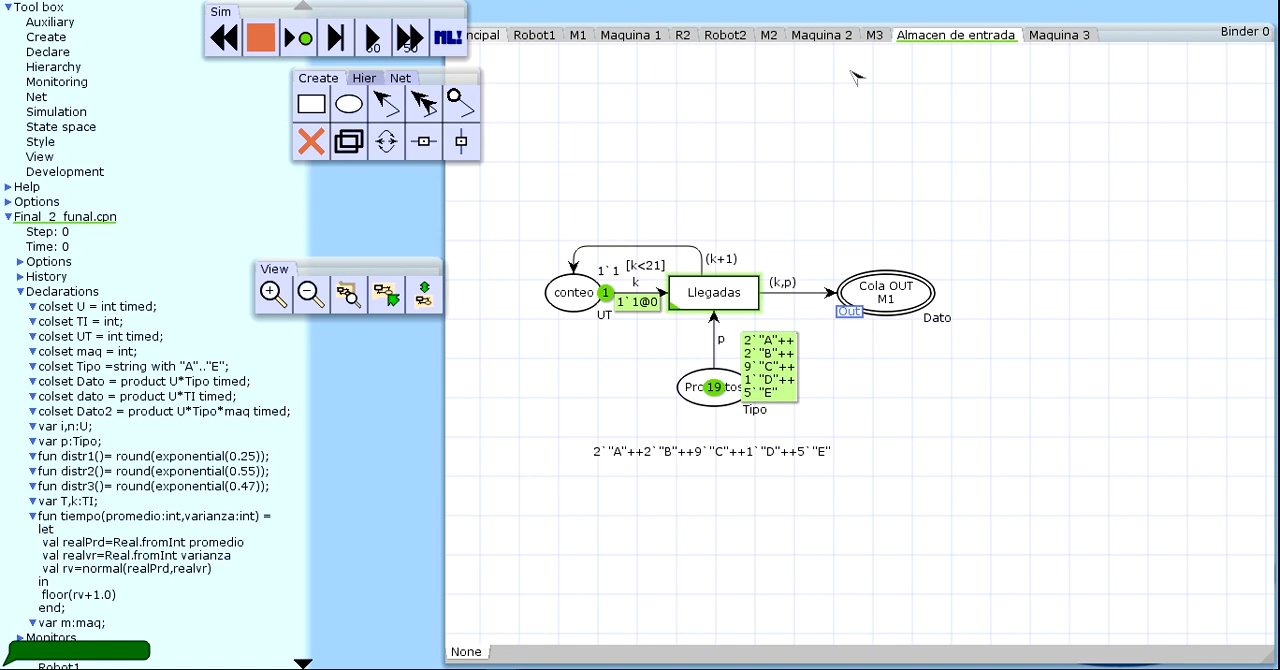 Tool box
Auxiliary
Create
Declare
Hierarchy
Monitoring
Net
Simulation
State space
Style
View
Development
Help
Options
Final_2_funal.cpn
Step: 0
Time: 0
Options
History
Declarations
colset U = int timed;
colset TI = int;
colset UT = int timed;
colset maq = int;
colset Tipo =string with "A".."E";
colset Dato = product U*Tipo timed;
colset dato = product U*TI timed;
colset Dato2 = product U*Tipo*maq timed;
var i,n:U;
var p:Tipo;
fun distr1()= round(exponential(0.25));
fun distr2()= round(exponential(0.55));
fun distr3()= round(exponential(0.47));
var T,k:TI;
fun tiempo(promedio:int,varianza:int) =
let
val realPrd=Real.fromInt promedio
val realvr=Real.fromInt varianza
val rv=normal(realPrd,realvr)
in
floor(rv+1.0)
end;
var m:maq;
Monitors
Robot1
Sim
50
ML!
Create Hier Net
View
ncipal Robot1 M1 Maquina 1 R2 Robot2 M2 Maquina 2 M3 Almacen de entrada Maquina 3
Binder 0
(k+1)
1`1 [k<21]
k
(k,p)
conteo 1
1`1@0
UT
Llegadas
Cola OUT
M1
Out
Dato
p
2`"A"++
2`"B"++
9`"C"++
1`"D"++
5`"E"
19
Tipo
2`"A"++2`"B"++9`"C"++1`"D"++5`"E"
None